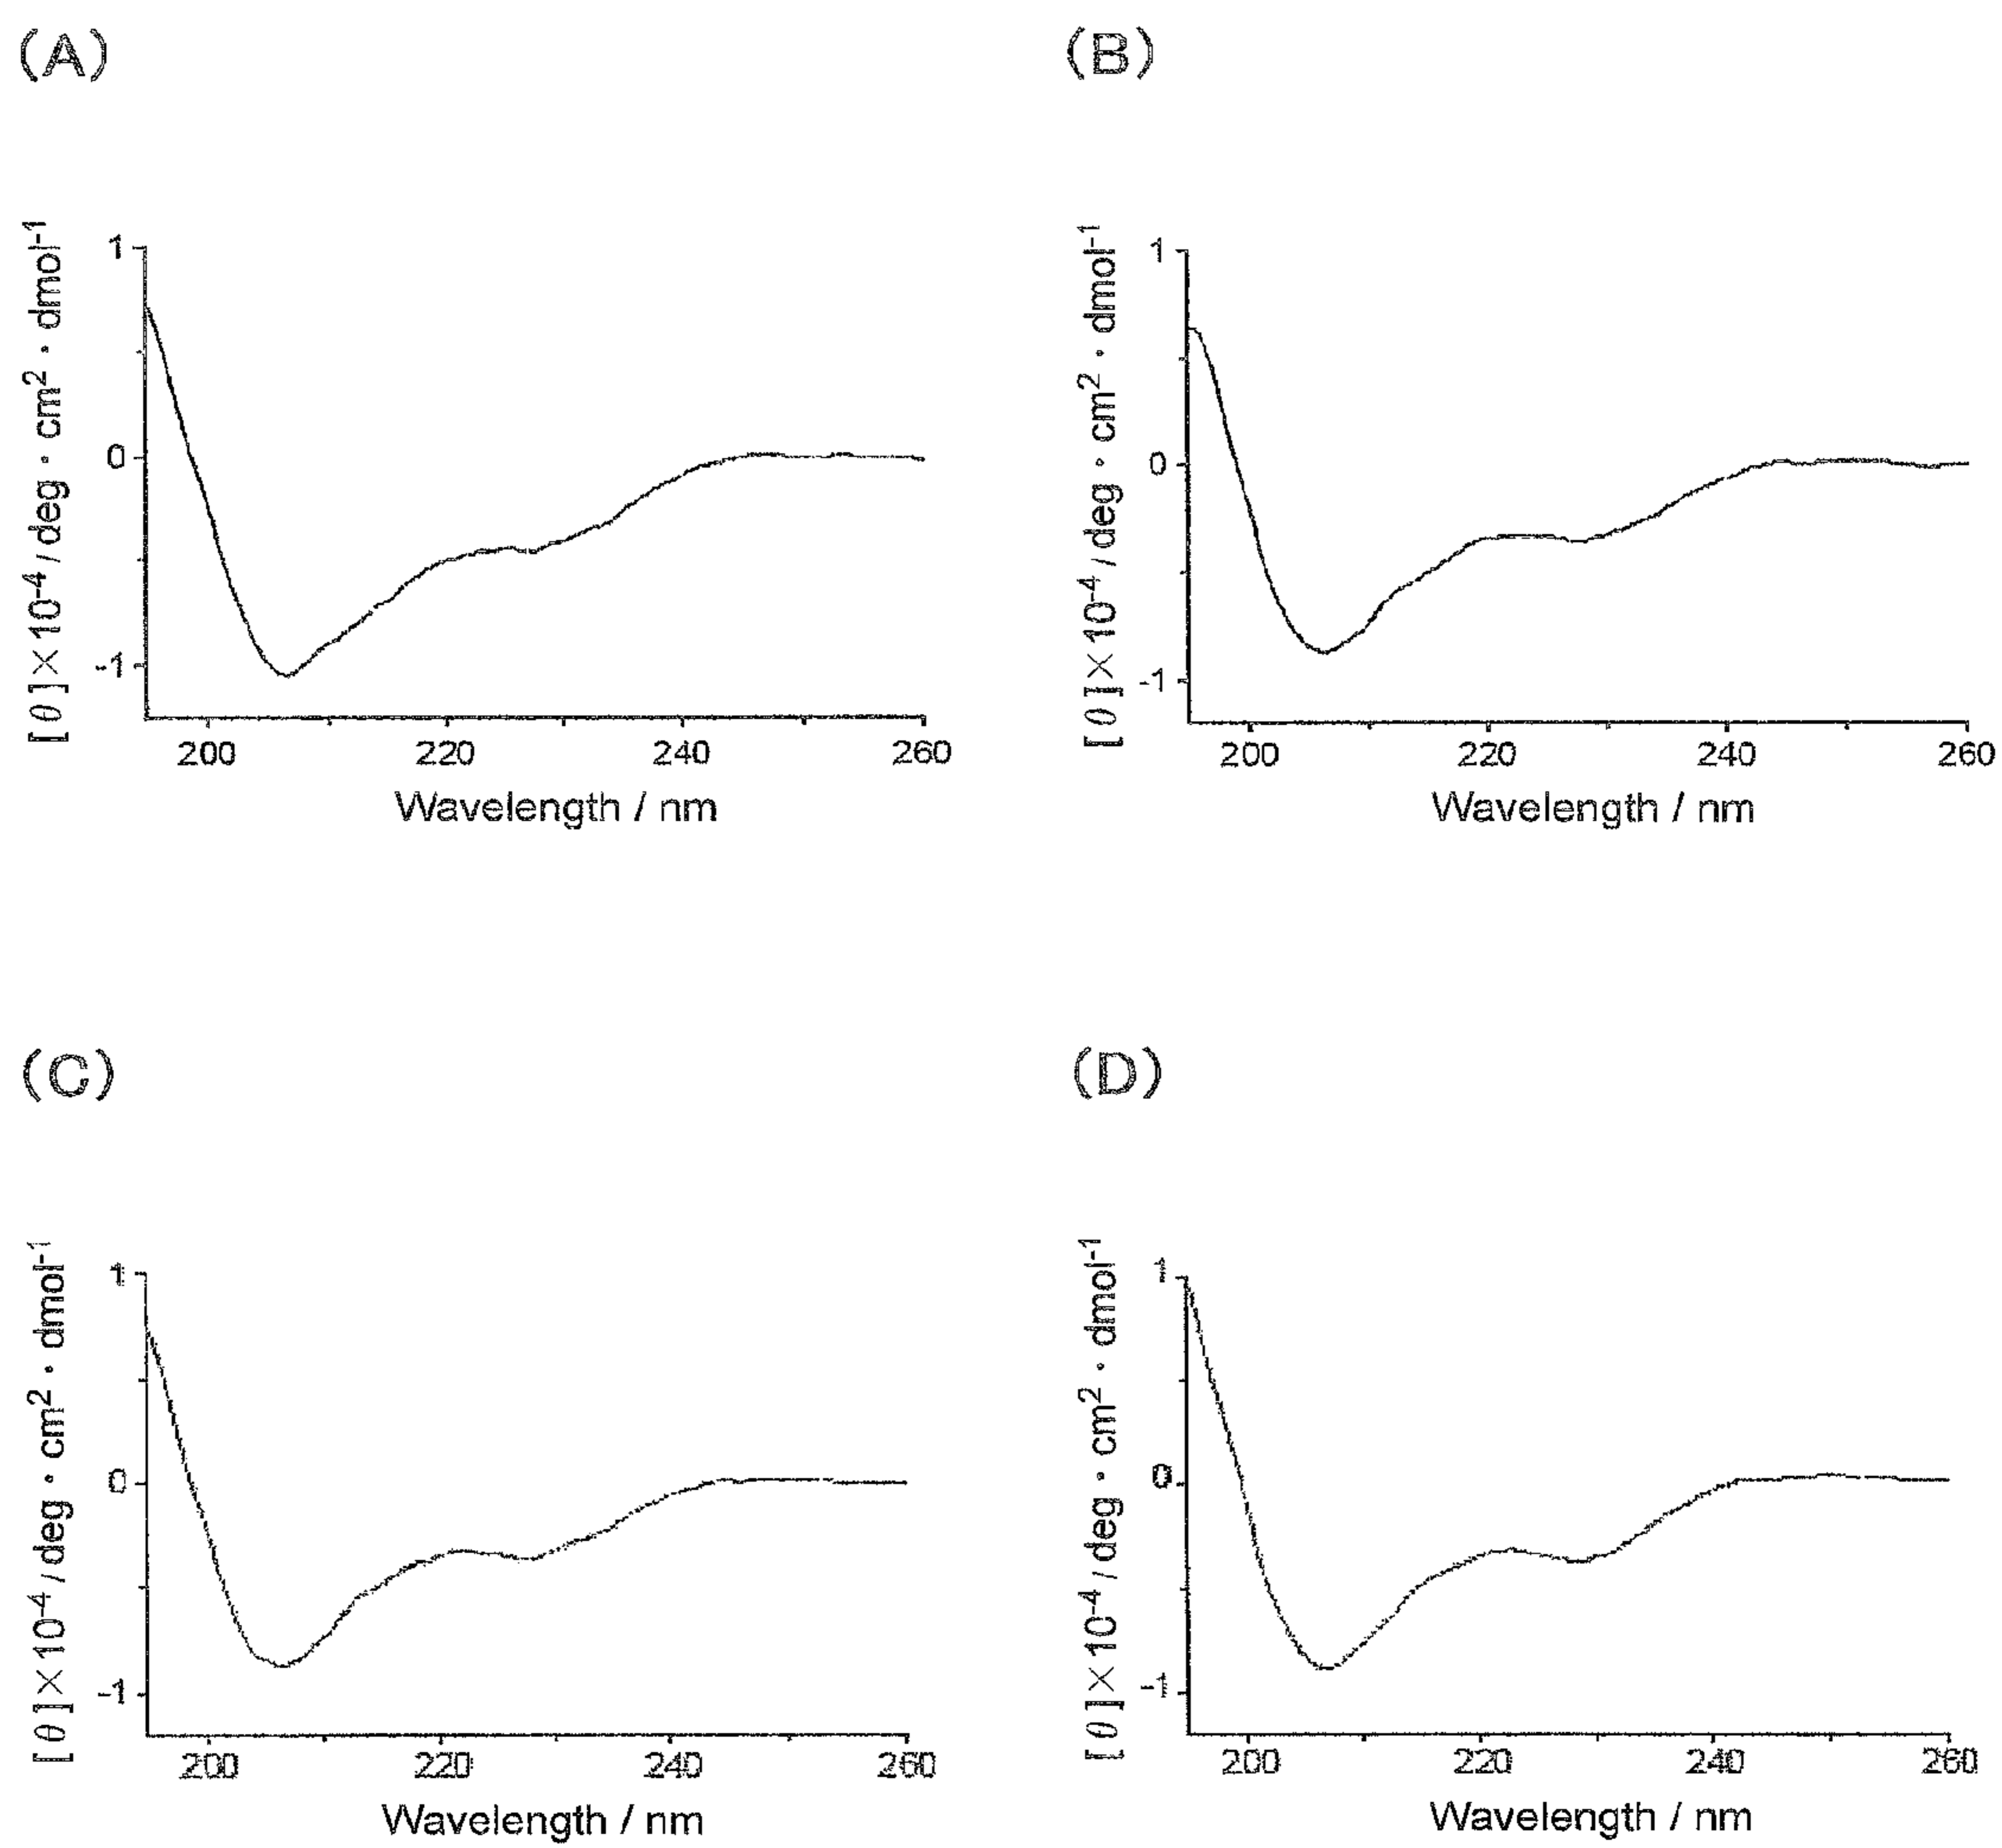 (A)
[θ]×10⁻⁴/deg・cm²・dmol⁻¹
1
0
-1
200 220 240 260
Wavelength / nm
(B)
[θ]×10⁻⁴/deg・cm²・dmol⁻¹
1
0
-1
200 220 240 260
Wavelength / nm
(C)
[θ]×10⁻⁴/deg・cm²・dmol⁻¹
1
0
-1
200 220 240 260
Wavelength / nm
(D)
[θ]×10⁻⁴/deg・cm²・dmol⁻¹
1
0
-1
200 220 240 260
Wavelength / nm